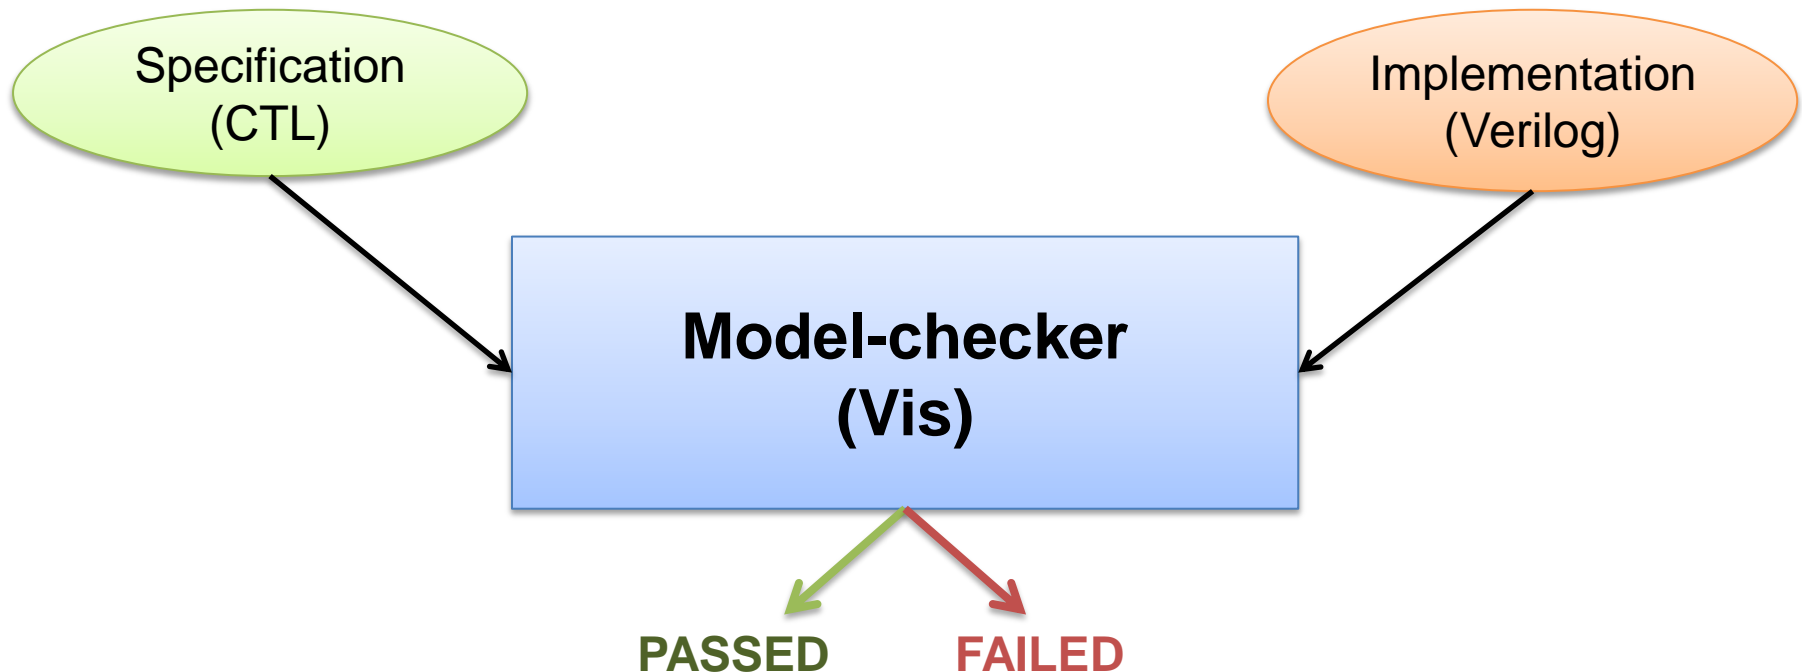 Specification
(CTL)
Implementation
(Verilog)
Model-checker
(Vis)
PASSED
FAILED